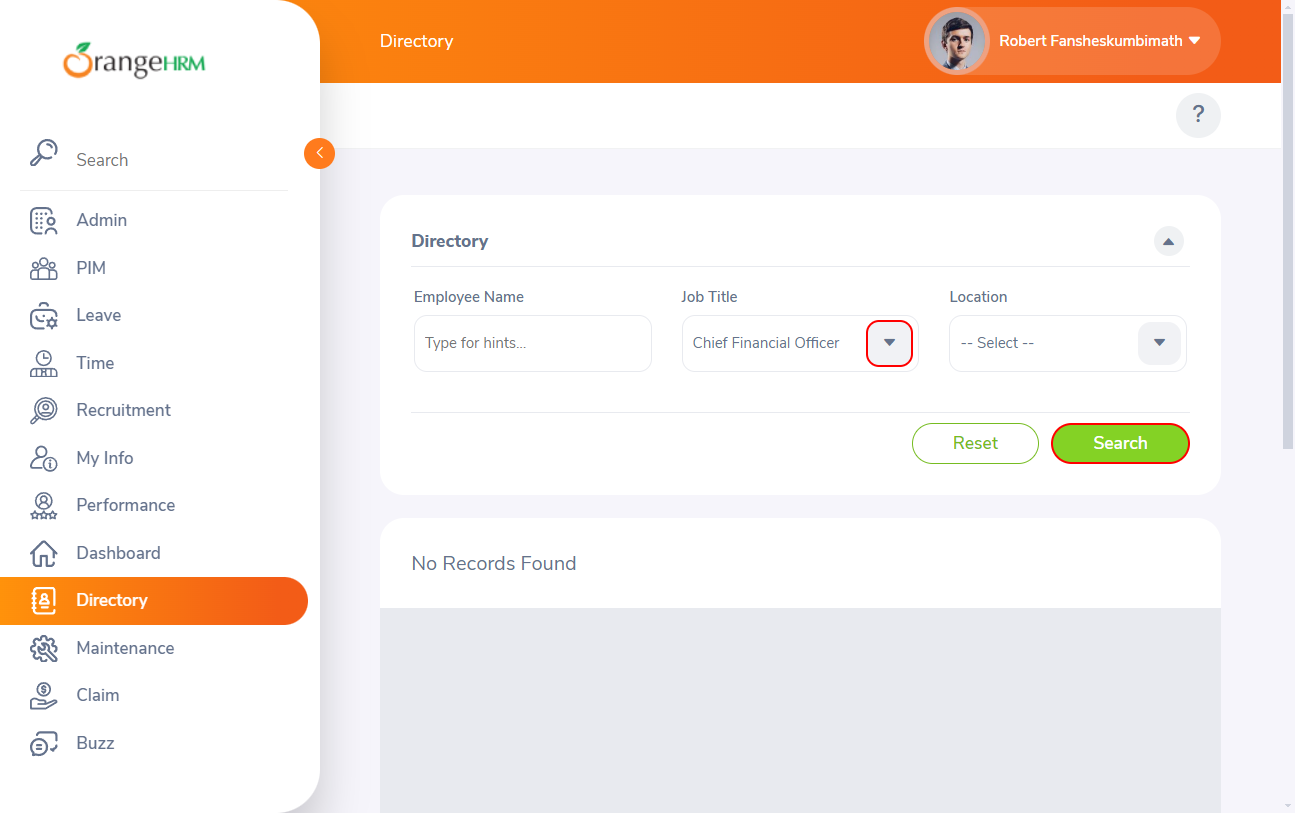 OrangeHRM
Directory
Robert Fansheskumbimath
?
Search
Admin
PIM
Leave
Time
Recruitment
My Info
Performance
Dashboard
Directory
Maintenance
Claim
Buzz
Directory
Employee Name
Job Title
Location
Type for hints...
Chief Financial Officer
-- Select --
Reset
Search
No Records Found